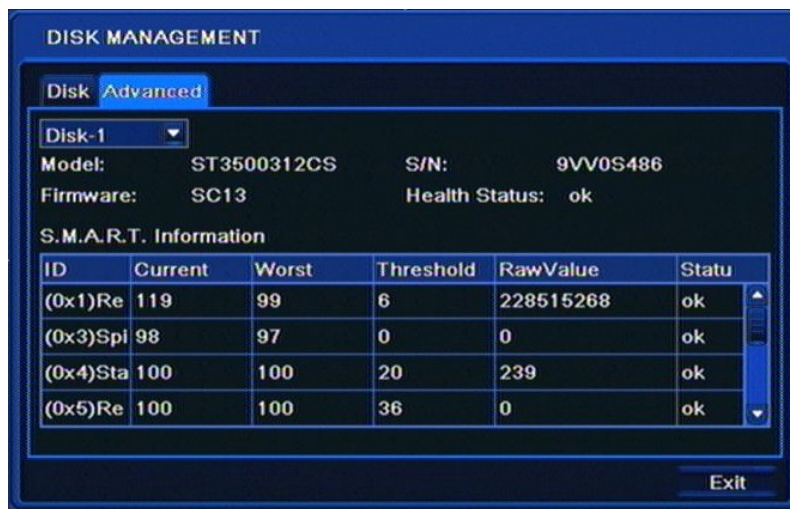 DISK MANAGEMENT
Disk Advanced
Disk-1
Model: ST3500312CS S/N: 9VV0S486
Firmware: SC13 Health Status: ok
S.M.A.R.T. Information
ID Current Worst Threshold RawValue Statu
(0x1)Re 119 99 6 228515268 ok
(0x3)Spi 98 97 0 0 ok
(0x4)Sta 100 100 20 239 ok
(0x5)Re 100 100 36 0 ok
Exit